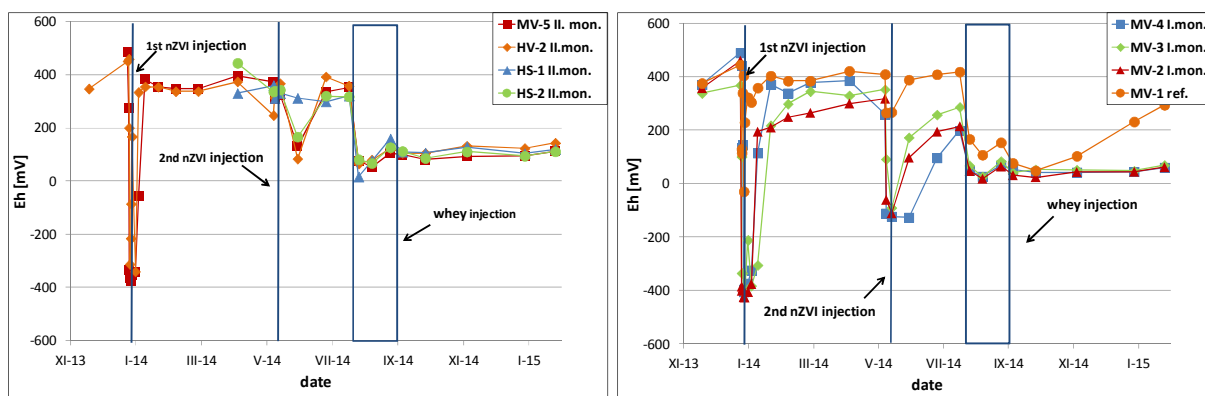 600
400
200
0
-200
-400
-600
Eh [mV]
XI-13
I-14
III-14
V-14
VII-14
IX-14
XI-14
I-15
date
1st nZVI injection
2nd nZVI injection
whey injection
MV-5 II. mon.
HV-2 II.mon.
HS-1 II.mon.
HS-2 II.mon.
600
400
200
0
-200
-400
-600
Eh [mV]
XI-13
I-14
III-14
V-14
VII-14
IX-14
XI-14
I-15
date
1st nZVI injection
2nd nZVI injection
whey injection
MV-4 I.mon.
MV-3 I.mon.
MV-2 I.mon.
MV-1 ref.